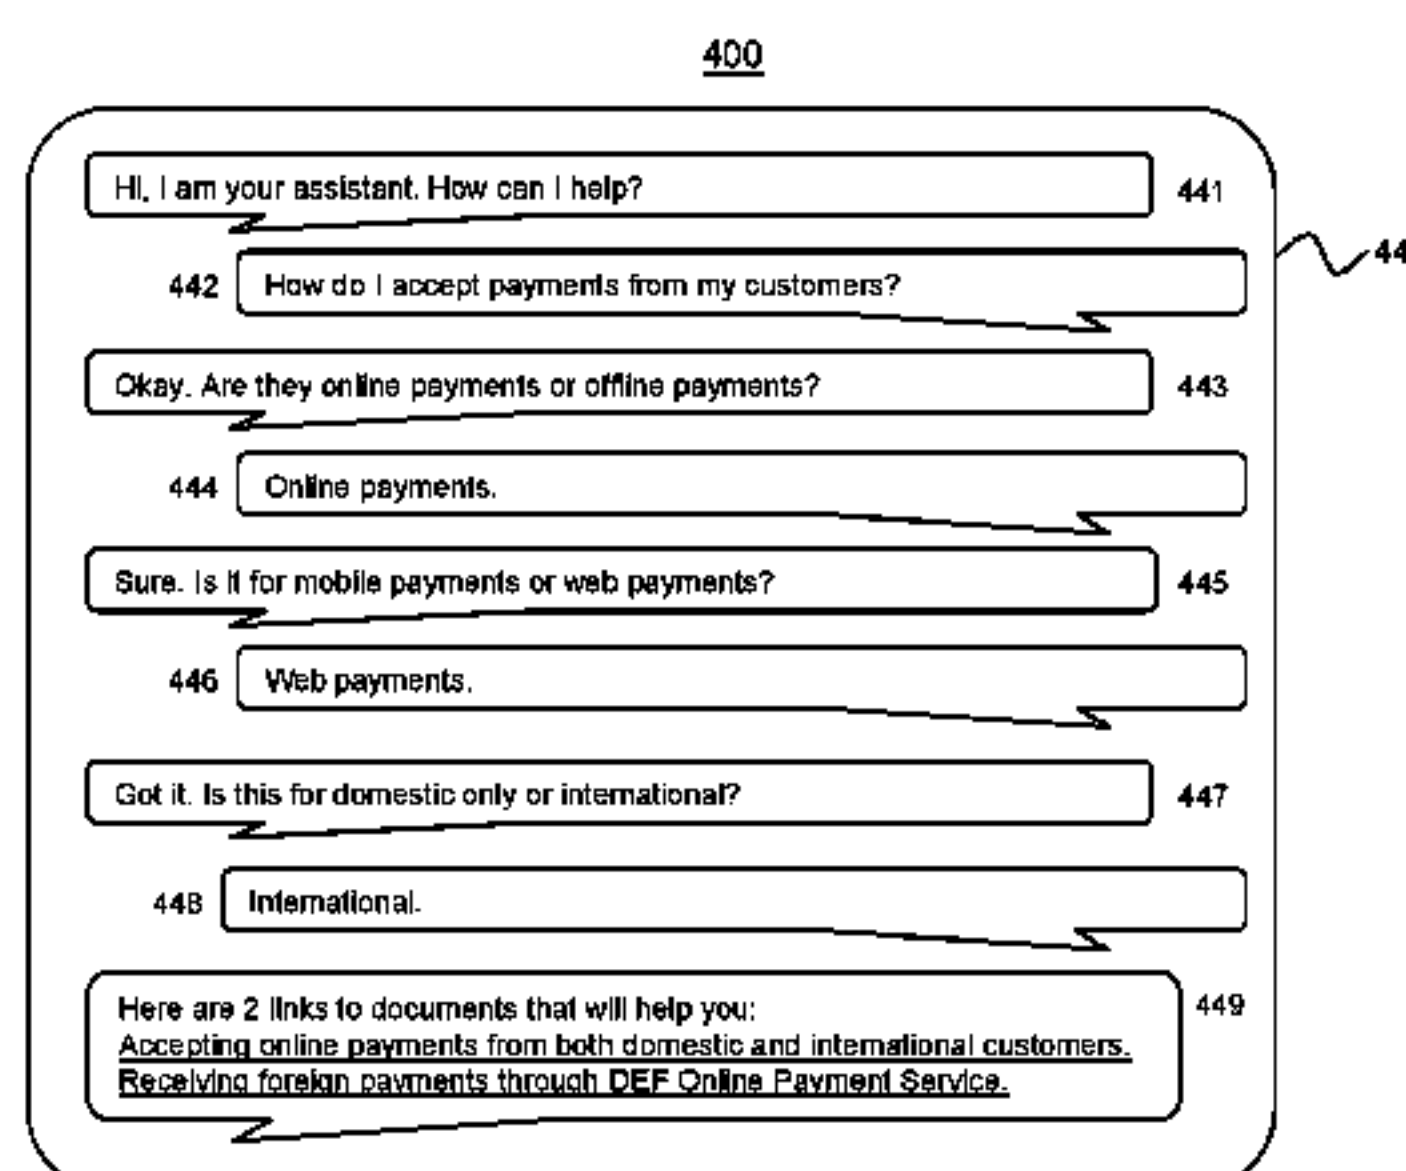 400
Hi, I am your assistant. How can I help?
441
442
How do I accept payments from my customers?
44
Okay. Are they online payments or offline payments?
443
444
Online payments.
Sure. Is it for mobile payments or web payments?
445
446
Web payments.
Got it. Is this for domestic only or international?
447
448
International.
Here are 2 links to documents that will help you:
449
Accepting online payments from both domestic and international customers.
Receiving foreign payments through DEF Online Payment Service.